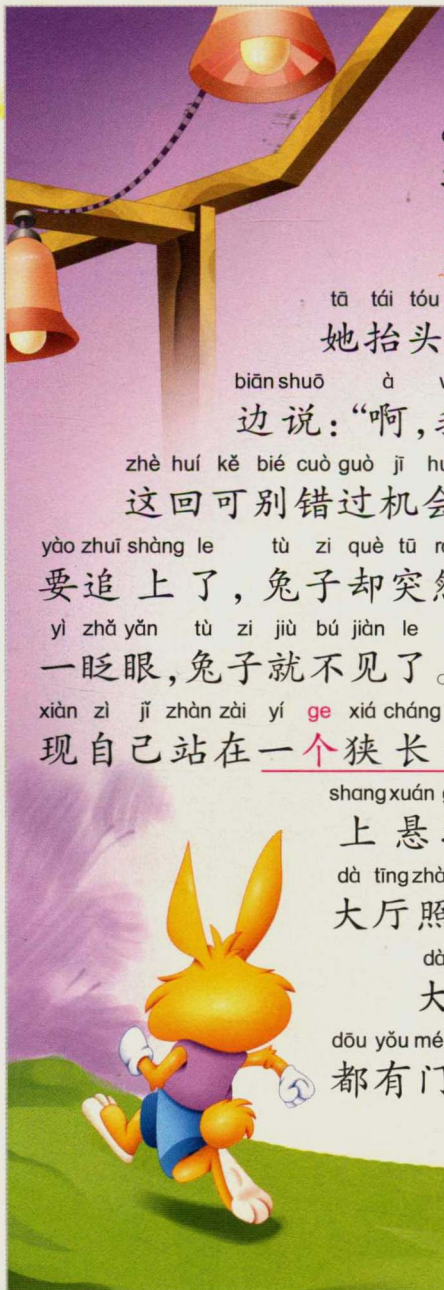 tā tái tóu
她抬头
biān shuō à
边说：“啊，
zhè huí kě bié cuò guò jī
这回可别错过机会
yào zhuī shàng le tù zi què tū
要追上了，兔子却突然
yì zhǎ yǎn tù zi jiù bú jiàn le
一眨眼，兔子就不见了。
xiàn zì jǐ zhàn zài yí ge xiá cháng
现自己站在一个狭长
shang xuán
上悬
dà tīng zhào
大厅照
dà
大
dōu yǒu mé
都有门